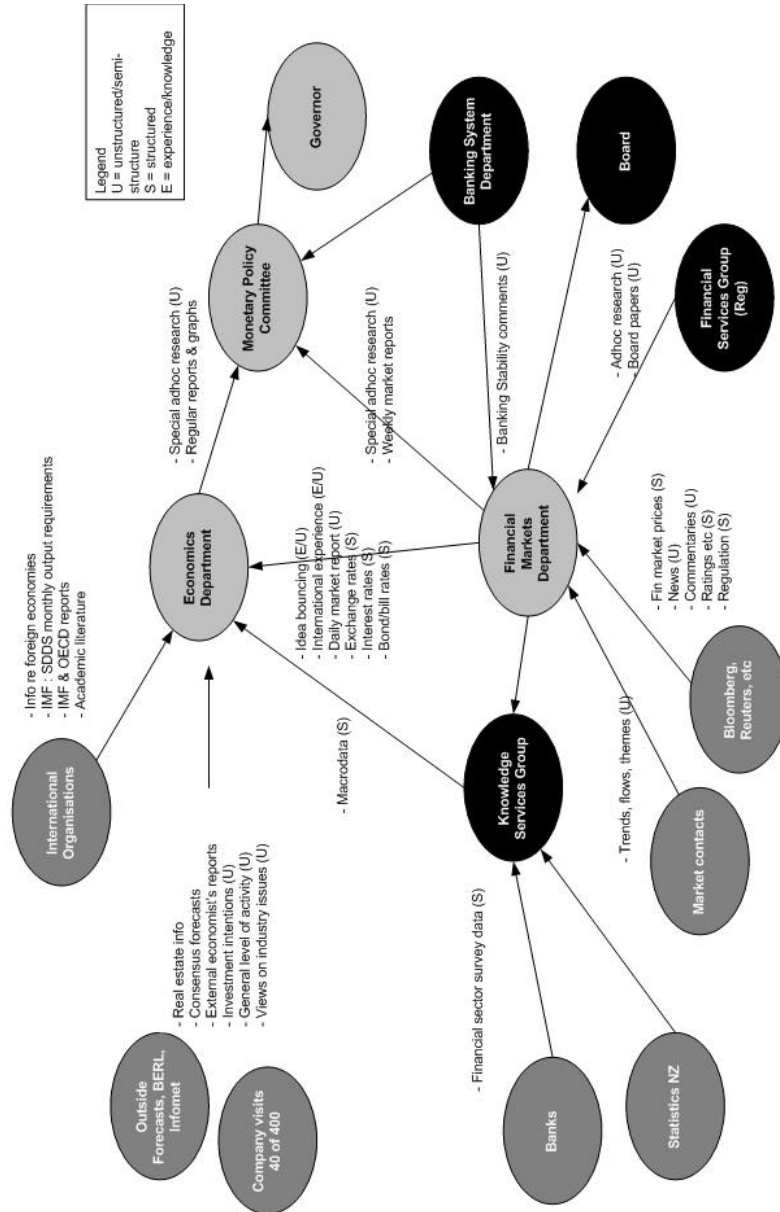 Legend
U = unstructured/semi-
structure
S = structured
E = experience/knowledge
Outside
Forecasts, BERL,
Infomet
Company visits
40 of 400
- Real estate info
- Consensus forecasts
- External economist's reports
- Investment intentions (U)
- General level of activity (U)
- Views on industry issues (U)
International
Organisations
- Info re foreign economies
- IMF : SDDS monthly output requirements
- IMF & OECD reports
- Academic literature
Economics
Department
- Special adhoc research (U)
- Regular reports & graphs
Monetary Policy
Committee
Governor
- Macrodata (S)
- Idea bouncing (E/U)
- International experience (E/U)
- Daily market report (U)
- Exchange rates (S)
- Interest rates (S)
- Bond/bill rates (S)
- Special adhoc research (U)
- Weekly market reports
Banking System
Department
- Banking Stability comments (U)
- Financial sector survey data (S)
Banks
Statistics NZ
Knowledge
Services Group
Financial
Markets
Department
Board
- Adhoc research (U)
- Board papers (U)
Financial
Services Group
(Reg)
- Trends, flows, themes (U)
Market contacts
Bloomberg,
Reuters, etc
- Fin market prices (S)
- News (U)
- Commentaries (U)
- Ratings etc (S)
- Regulation (S)